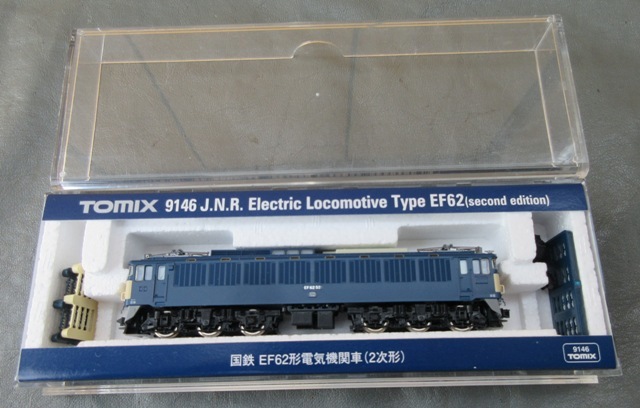 TOMIX 9146 J.N.R. Electric Locomotive Type EF62(second edition)
国鉄 EF62形電気機関車(2次形)
9146
TOMIX